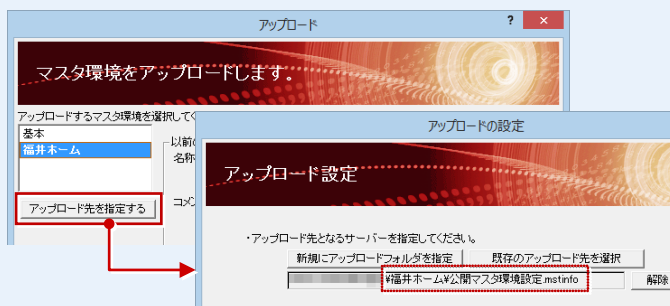 アップロード
? ×
マスタ環境をアップロードします。
アップロードするマスタ環境を選択してく
基本
福井ホーム
以前の
名称
アップロード先を指定する
コメン
アップロードの設定
アップロード設定
・アップロード先となるサーバーを指定してください。
新規にアップロードフォルダを指定
既存のアップロード先を選択
¥福井ホーム¥公開マスタ環境設定.mstinfo
解除